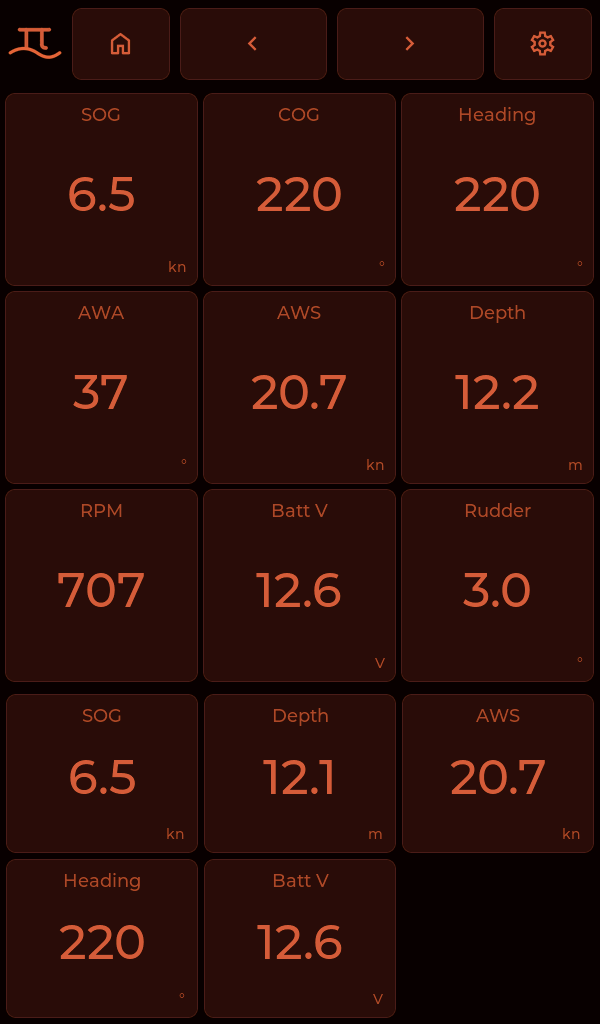 SOG
6.5
kn
COG
220
°
Heading
220
°
AWA
37
°
AWS
20.7
kn
Depth
12.2
m
RPM
707
Batt V
12.6
V
Rudder
3.0
°
SOG
6.5
kn
Depth
12.1
m
AWS
20.7
kn
Heading
220
°
Batt V
12.6
V